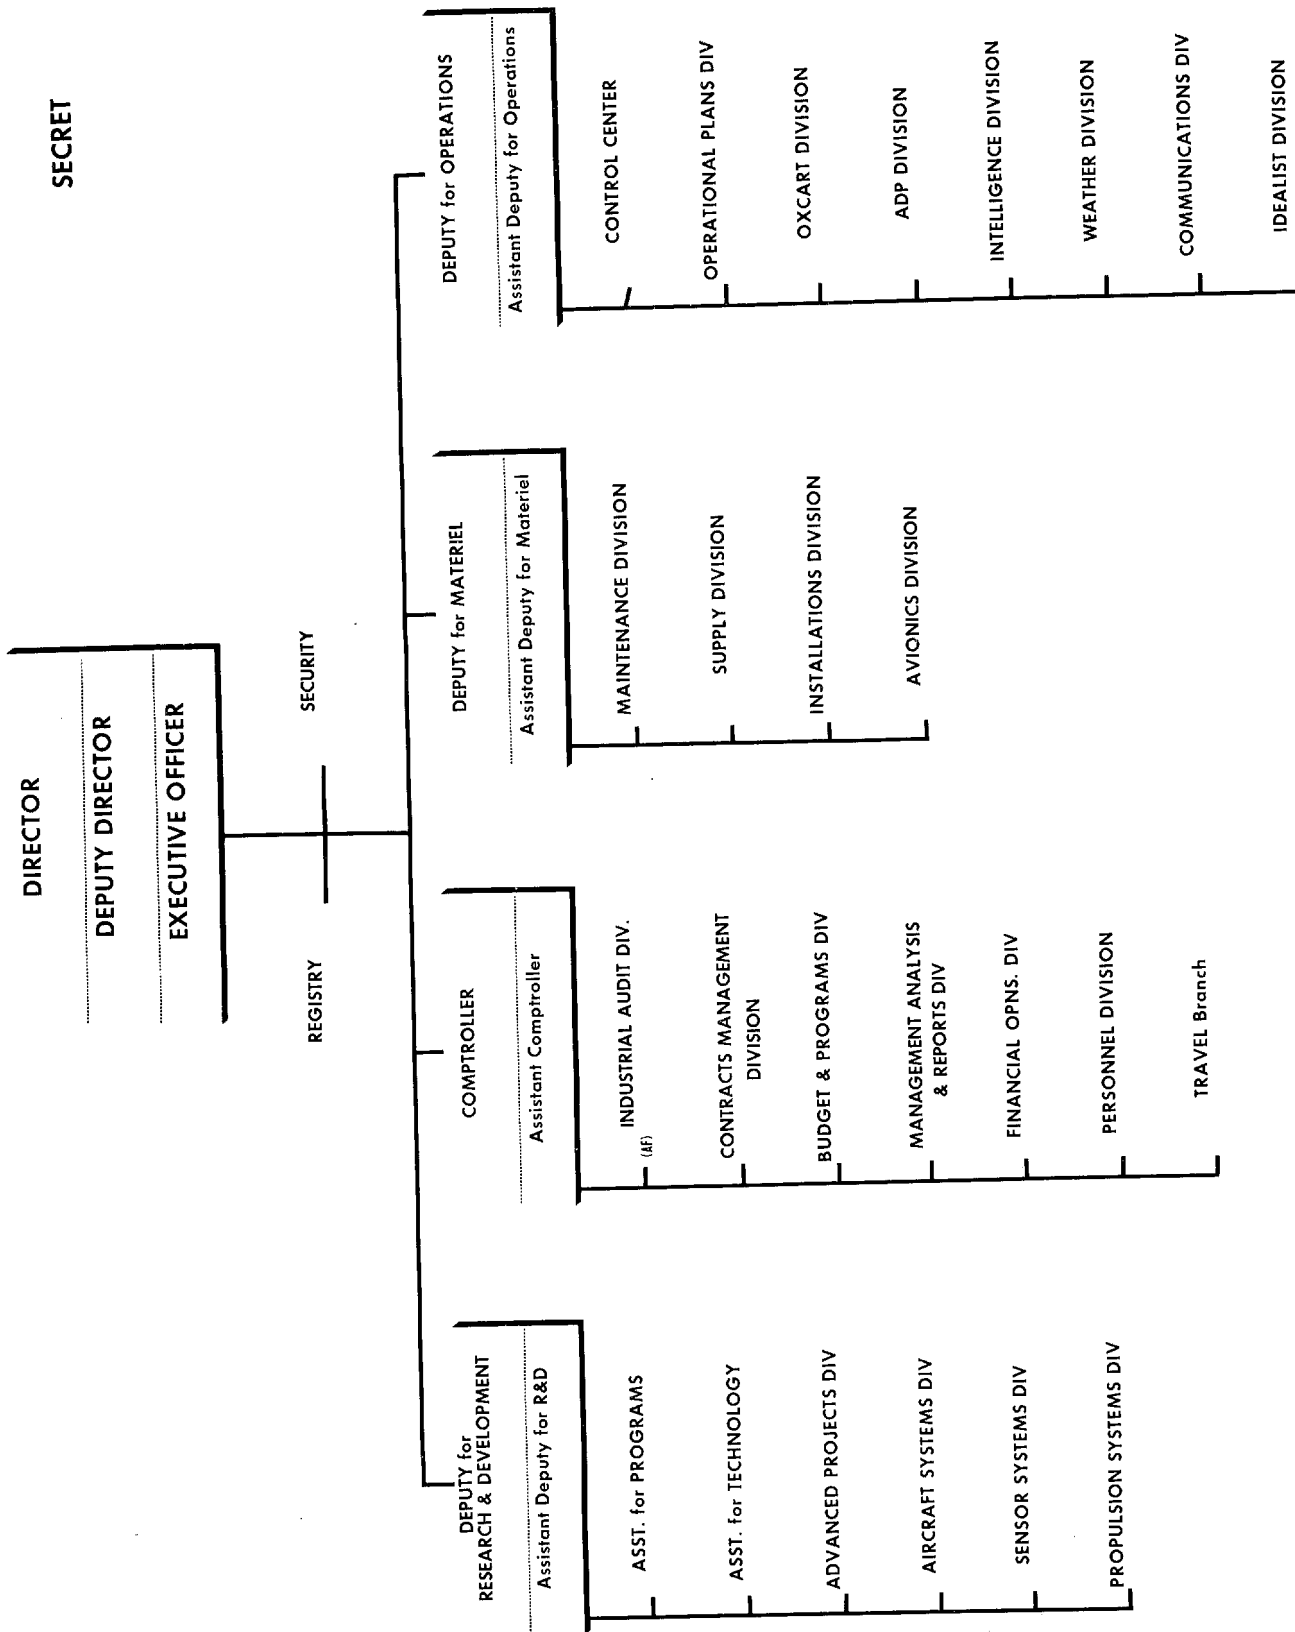 SECRET
DIRECTOR
DEPUTY DIRECTOR
EXECUTIVE OFFICER
REGISTRY
SECURITY
DEPUTY for
RESEARCH & DEVELOPMENT
Assistant Deputy for R&D
ASST. for PROGRAMS
ASST. for TECHNOLOGY
ADVANCED PROJECTS DIV
AIRCRAFT SYSTEMS DIV
SENSOR SYSTEMS DIV
PROPULSION SYSTEMS DIV
COMPTROLLER
Assistant Comptroller
INDUSTRIAL AUDIT DIV.
(AF)
CONTRACTS MANAGEMENT
DIVISION
BUDGET & PROGRAMS DIV
MANAGEMENT ANALYSIS
& REPORTS DIV
FINANCIAL OPNS. DIV
PERSONNEL DIVISION
TRAVEL Branch
DEPUTY for MATERIEL
Assistant Deputy for Materiel
MAINTENANCE DIVISION
SUPPLY DIVISION
INSTALLATIONS DIVISION
AVIONICS DIVISION
DEPUTY for OPERATIONS
Assistant Deputy for Operations
CONTROL CENTER
OPERATIONAL PLANS DIV
OXCART DIVISION
ADP DIVISION
INTELLIGENCE DIVISION
WEATHER DIVISION
COMMUNICATIONS DIV
IDEALIST DIVISION